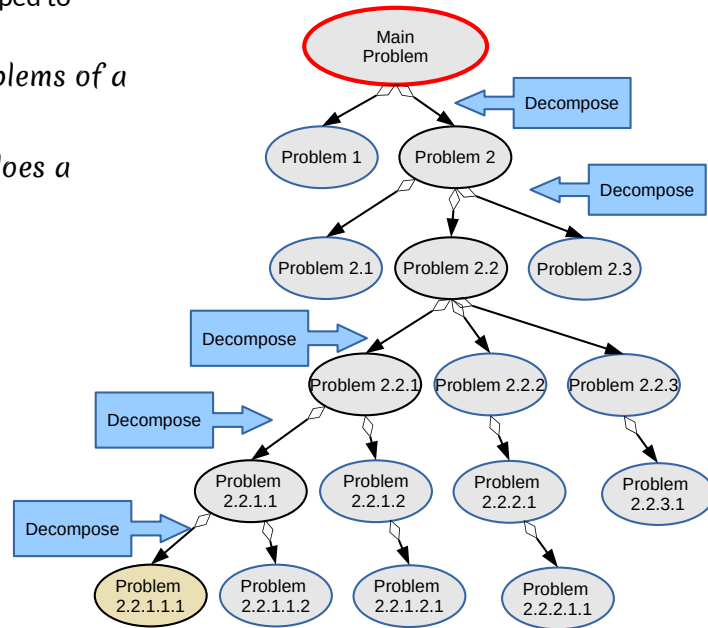 ped to
blems of a
does a
Main
Problem
Decompose
Problem 1
Problem 2
Decompose
Problem 2.1
Problem 2.2
Problem 2.3
Decompose
Problem 2.2.1
Problem 2.2.2
Problem 2.2.3
Decompose
Problem
2.2.1.1
Problem
2.2.1.2
Problem
2.2.2.1
Problem
2.2.3.1
Decompose
Problem
2.2.1.1.1
Problem
2.2.1.1.2
Problem
2.2.1.2.1
Problem
2.2.2.1.1